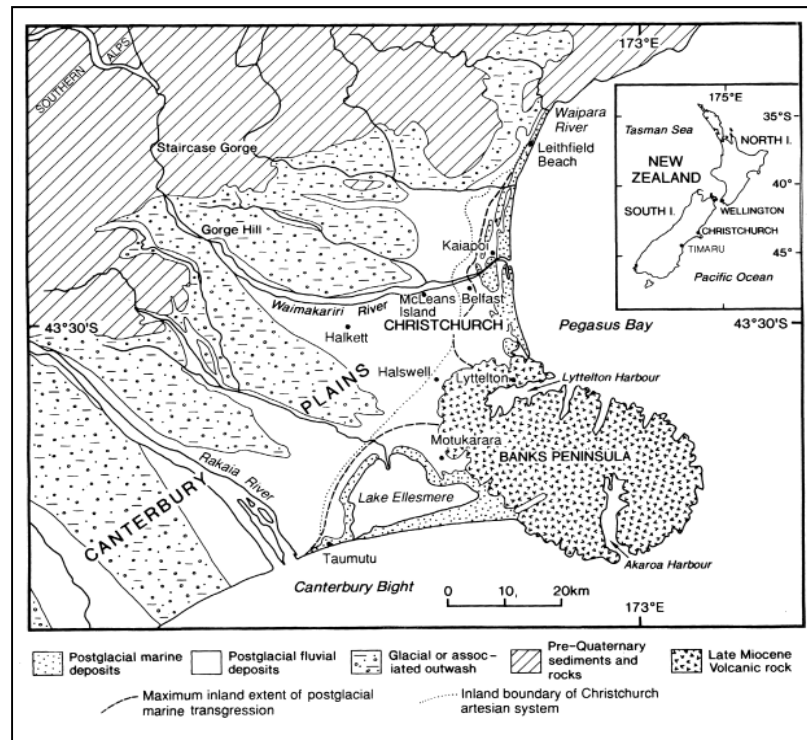 173°E
SOUTHERN
ALPS
Waipara
River
Leithfield
Beach
Staircase Gorge
Gorge Hill
Kaiapoi
Waimakariri River
McLeans
Island
Belfast
CHRISTCHURCH
Halkett
43°30'S
Pegasus Bay
43°30'S
PLAINS
Halswell
Lyttelton
Lyttelton Harbour
Motukarara
BANKS PENINSULA
Rakaia
River
CANTERBURY
Lake Ellesmere
Taumutu
Akaroa Harbour
Canterbury Bight
0 10, 20km
173°E
175°E
35°S
Tasman Sea
NORTH I.
NEW
ZEALAND
40°
SOUTH I.
WELLINGTON
CHRISTCHURCH
TIMARU
45°
Pacific Ocean
Postglacial marine
deposits
Postglacial fluvial
deposits
Glacial or assoc-
iated outwash
Pre-Quaternary
sediments and
rocks
Late Miocene
Volcanic rock
Maximum inland extent of postglacial
marine transgression
Inland boundary of Christchurch
artesian system